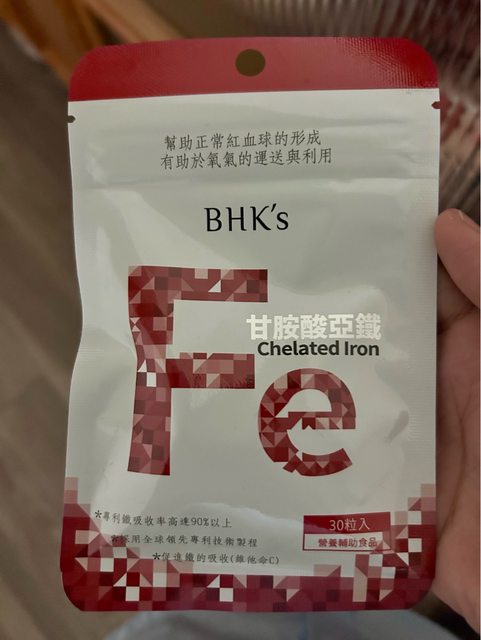 幫助正常紅血球的形成
有助於氧氣的運送與利用
BHK's
Fe
甘胺酸亞鐵
Chelated Iron
*專利鐵吸收率高達90%以上
*採用全球領先專利技術製程
*促進鐵的吸收(維他命C)
30粒入
營養輔助食品